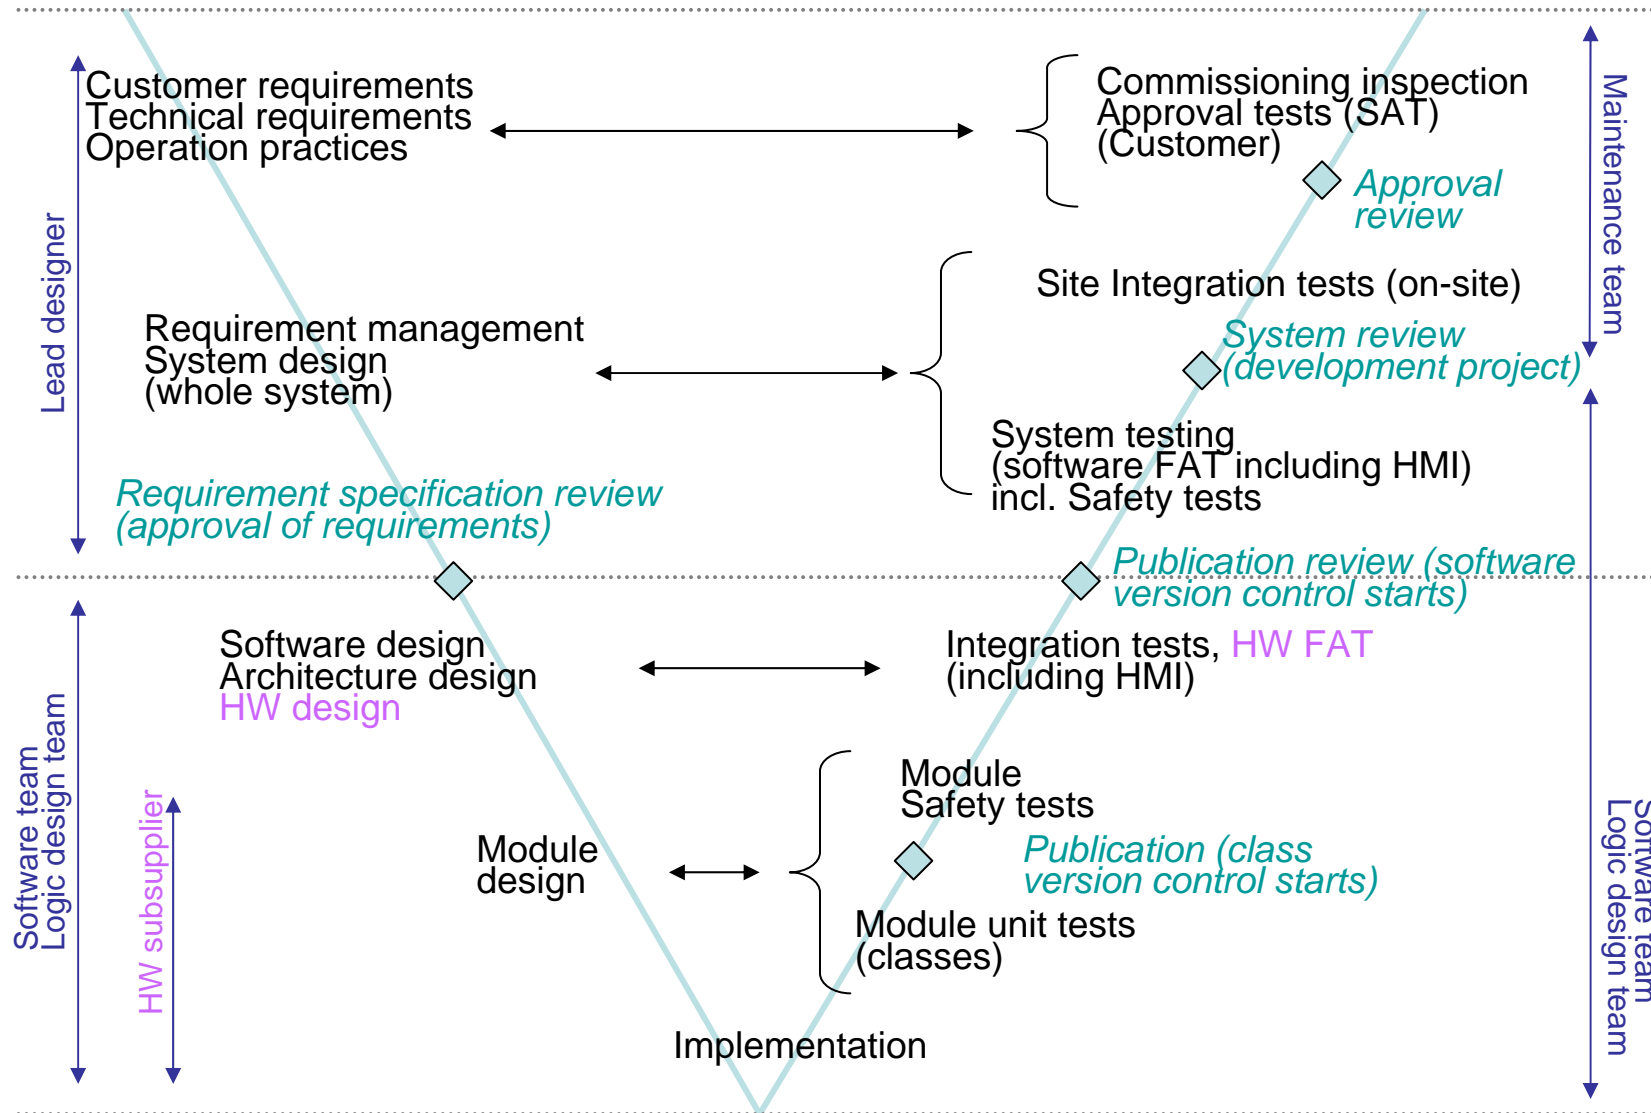 Customer requirements
Technical requirements
Operation practices
Commissioning inspection
Approval tests (SAT)
(Customer)
Approval
review
Maintenance team
Lead designer
Site Integration tests (on-site)
Requirement management
System design
(whole system)
System review
(development project)
System testing
(software FAT including HMI)
incl. Safety tests
Requirement specification review
(approval of requirements)
Publication review (software
version control starts)
Software design
Architecture design
HW design
Integration tests, HW FAT
(including HMI)
Software team
Logic design team
HW subsupplier
Module
Safety tests
Module
design
Publication (class
version control starts)
Module unit tests
(classes)
Software team
Logic design team
Implementation